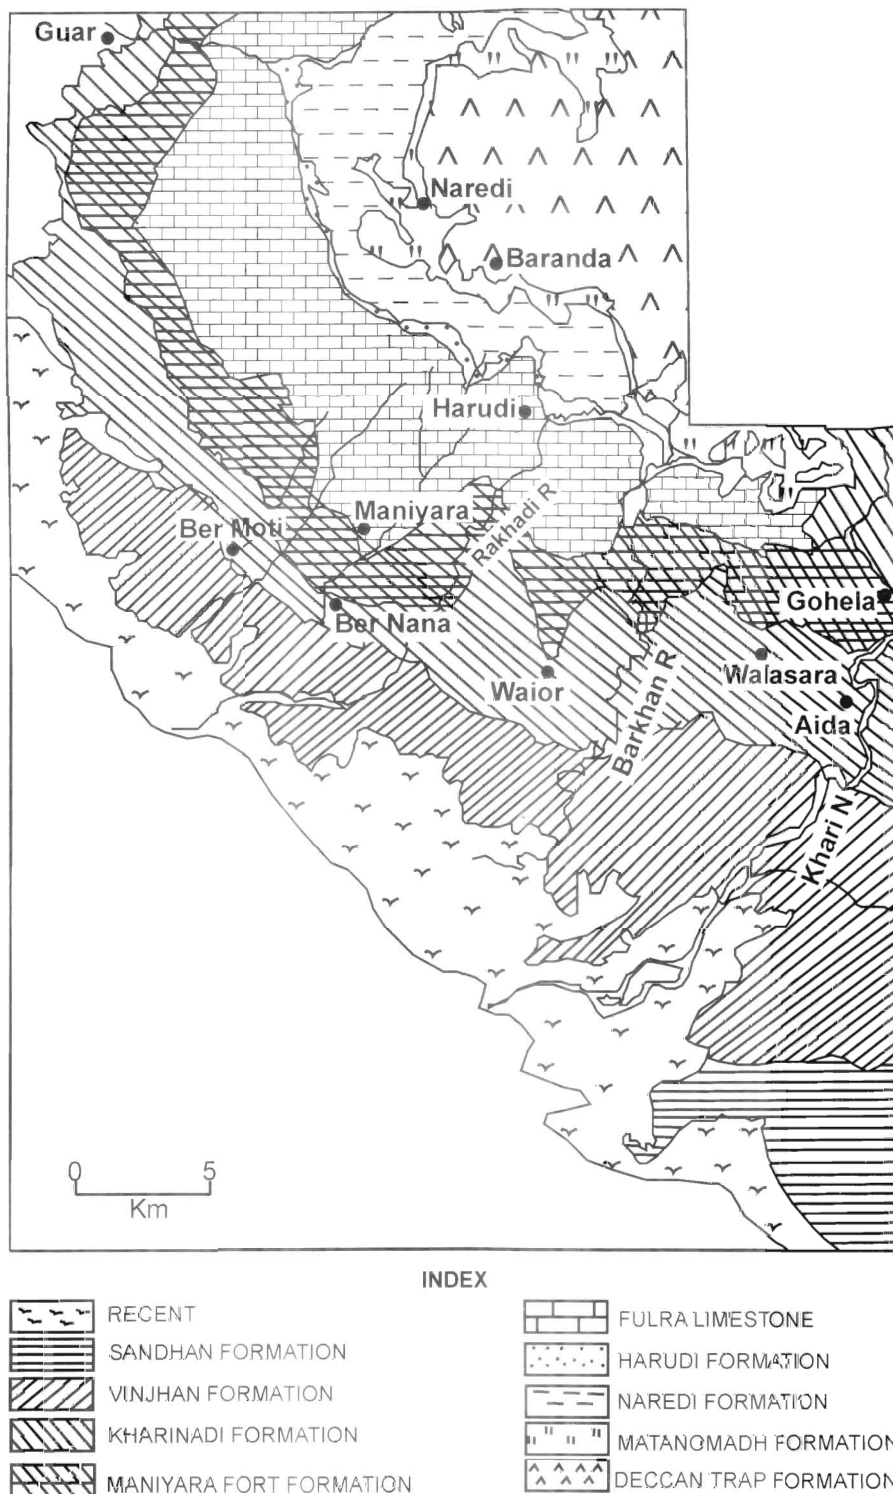 Guar
Naredi
Baranda
Harudi
Maniyara
Rakhadi R
Ber Moti
Gohela
Ber Nana
Walasara
Waior
Barkhan R
Aida
Khari N
0 5
Km
INDEX
RECENT
SANDHAN FORMATION
VINJHAN FORMATION
KHARINADI FORMATION
MANIYARA FORT FORMATION
FULRA LIMESTONE
HARUDI FORMATION
NAREDI FORMATION
MATANOMADH FORMATION
DECCAN TRAP FORMATION